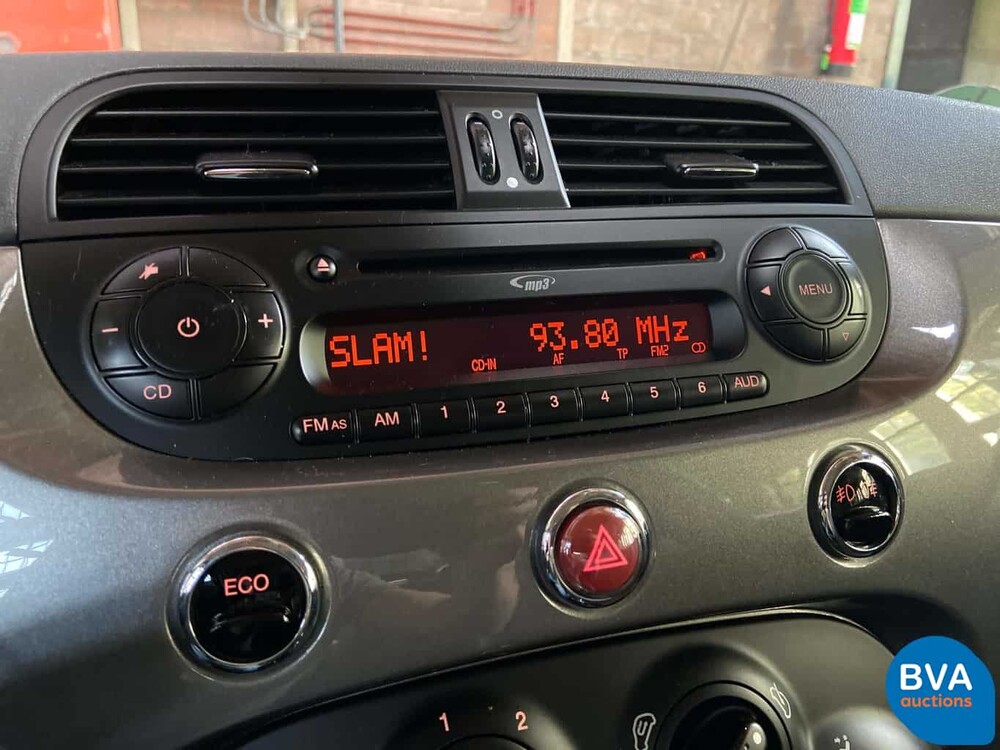 mp3
MENU
SLAM! 93.80 MHz
CD-IN AF TP FM2 CD
CD
FM AS AM 1 2 3 4 5 6 AUD
ECO
1 2
BVA
auctions